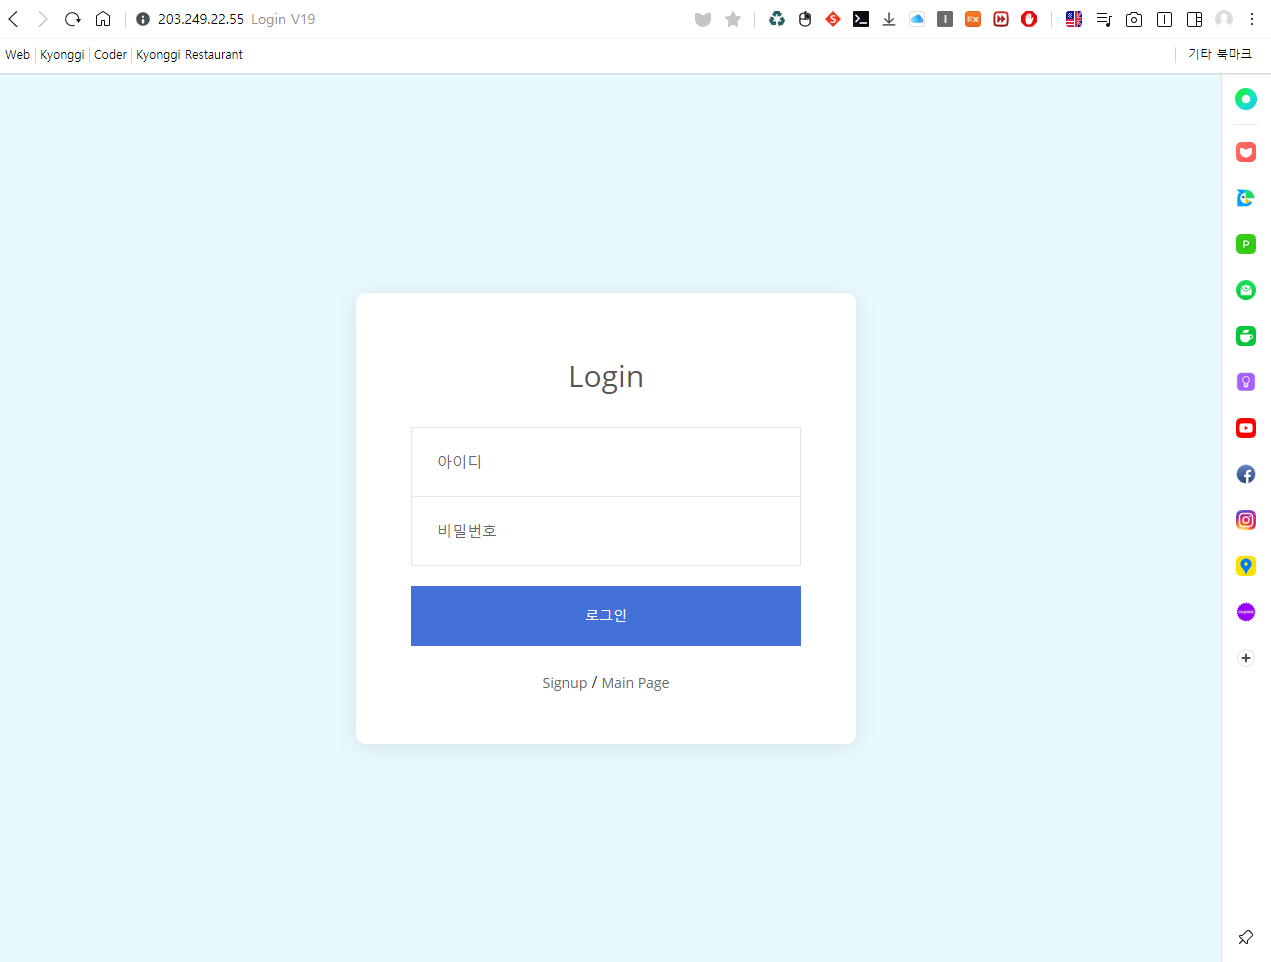 203.249.22.55 Login V19
Web Kyonggi Coder Kyonggi Restaurant 기타 북마크
Login
아이디
비밀번호
로그인
Signup / Main Page